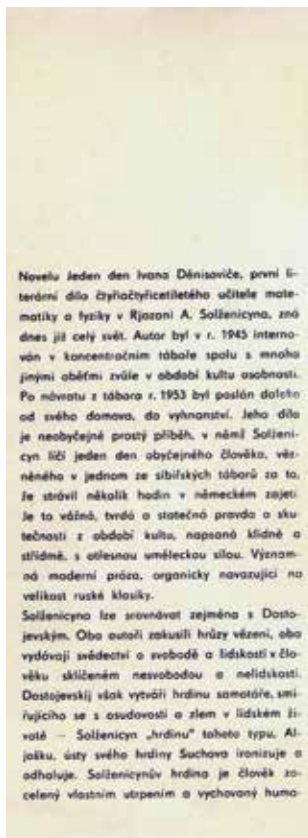 Novelu Jeden den Ivana Děnisoviče, první li-
terární dílo čtyřiačtyřicetiletého učitele mate-
matiky a fyziky v Rjazani A. Solženicyna, zná
dnes již celý svět. Autor byl v r. 1945 interno-
ván v koncentračním táboře spolu s mnoha
jinými oběťmi zvůle v období kultu osobnosti.
Po návratu z tábora r. 1953 byl poslán daleko
od svého domova, do vyhnanství. Jeho dílo
je neobyčejně prostý příběh, v němž Solženi-
cyn líčí jeden den obyčejného člověka, věz-
něného v jednom ze sibiřských táborů za to,
že strávil několik hodin v německém zajetí.
Je to vážná, tvrdá a statečná pravda o sku-
tečnosti z období kultu, napsaná klidně a
střídmě, s otřesnou uměleckou silou. Význam-
ná moderní próza, organicky navazující na
velikost ruské klasiky.
Solženicyna lze srovnávat zejména s Dosto-
jevským. Oba autoři zakusili hrůzy vězení, oba
vydávají svědectví o svobodě a lidskosti v člo-
věku skličeném nesvobodou a nelidskostí.
Dostojevskij však vytváří hrdinu samotáře, smi-
řujícího se s osudovostí a zlem v lidském ži-
votě — Solženicyn „hrdinu" tohoto typu, Al-
jošku, ústy svého hrdiny Suchova ironizuje a
odhaluje. Solženicynův hrdina je člověk zo-
celený vlastním utrpením a vychovaný huma-